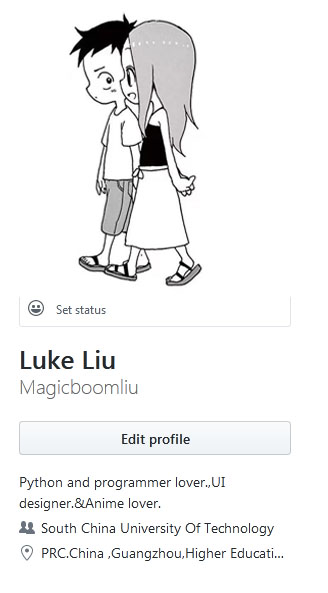 Set status
Luke Liu
Magicboomliu
Edit profile
Python and programmer lover.,UI
designer.&Anime lover.
South China University Of Technology
PRC.China ,Guangzhou,Higher Educati...